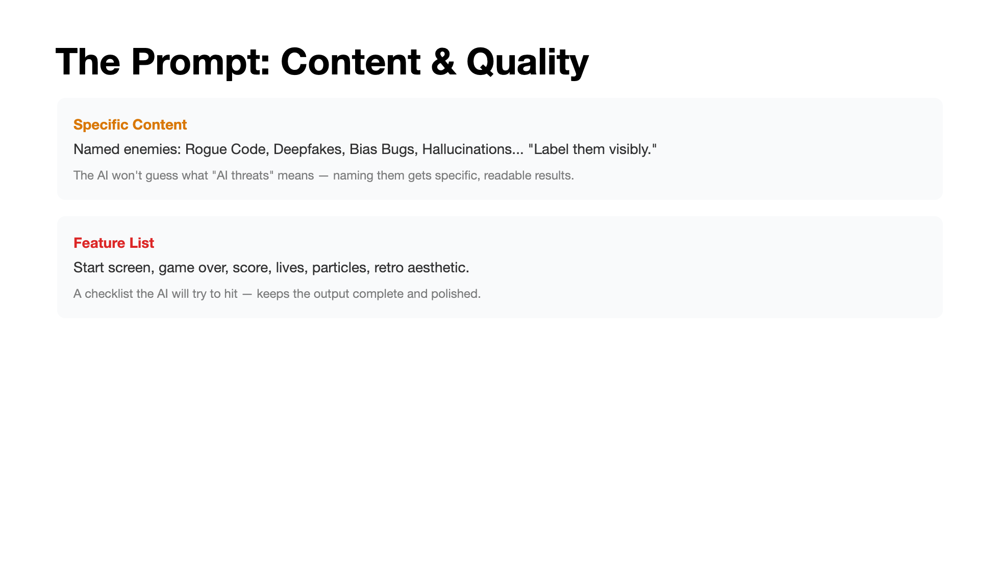 The Prompt: Content & Quality
Specific Content
Named enemies: Rogue Code, Deepfakes, Bias Bugs, Hallucinations... "Label them visibly."
The AI won't guess what "AI threats" means — naming them gets specific, readable results.
Feature List
Start screen, game over, score, lives, particles, retro aesthetic.
A checklist the AI will try to hit — keeps the output complete and polished.